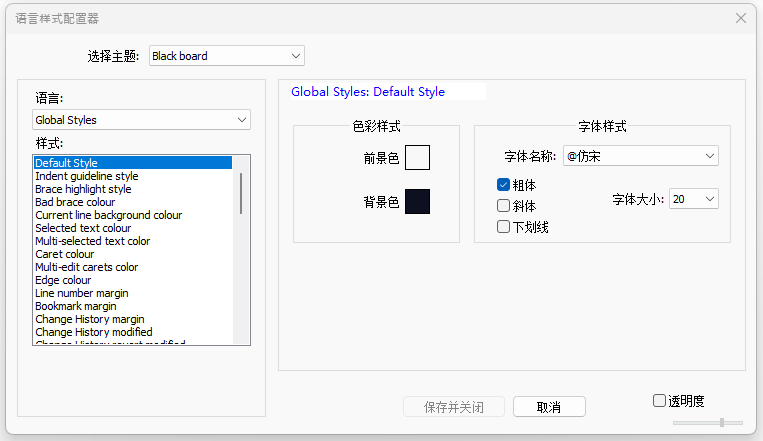 语言样式配置器
选择主题: Black board
语言:
Global Styles
样式:
Default Style
Indent guideline style
Brace highlight style
Bad brace colour
Current line background colour
Selected text colour
Multi-selected text color
Caret colour
Multi-edit carets color
Edge colour
Line number margin
Bookmark margin
Change History margin
Change History modified
Change History revert modified
Global Styles: Default Style
色彩样式
前景色
背景色
字体样式
字体名称: @仿宋
粗体
斜体
下划线
字体大小: 20
保存并关闭
取消
透明度